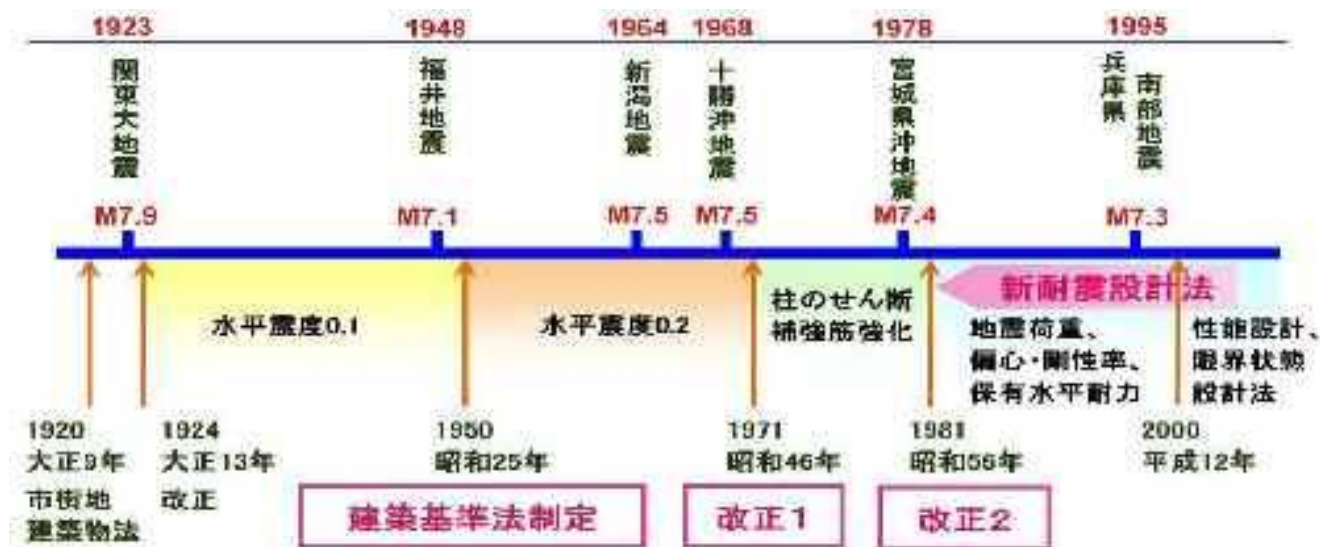 1923 1948 1964 1968 1978 1995
関東大地震
福井地震
新潟地震
十勝沖地震
宮城県沖地震
兵庫県
南部地震
M7.9 M7.1 M7.5 M7.5 M7.4 M7.3
水平震度0.1
水平震度0.2
柱のせん断
補強筋強化
新耐震設計法
地震荷重、
偏心・剛性率、
保有水平耐力
性能設計、
限界状態
設計法
1920
大正9年
市街地
建築物法
1924
大正13年
改正
1950
昭和25年
建築基準法制定
1971
昭和46年
改正1
1981
昭和56年
改正2
2000
平成12年